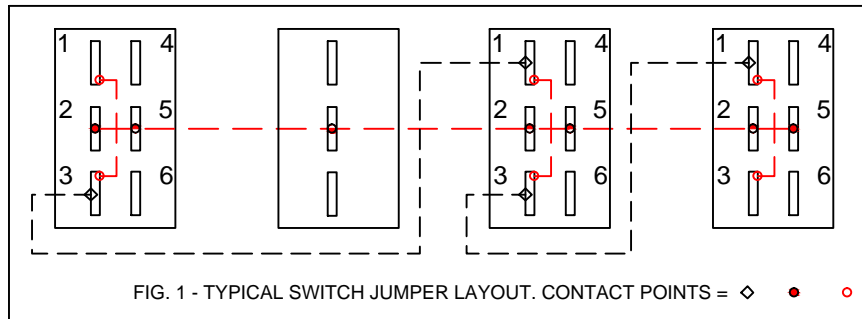 1 4 1 4 1 4
2 5 2 5 2 5
3 6 3 6 3 6
FIG. 1 - TYPICAL SWITCH JUMPER LAYOUT. CONTACT POINTS =